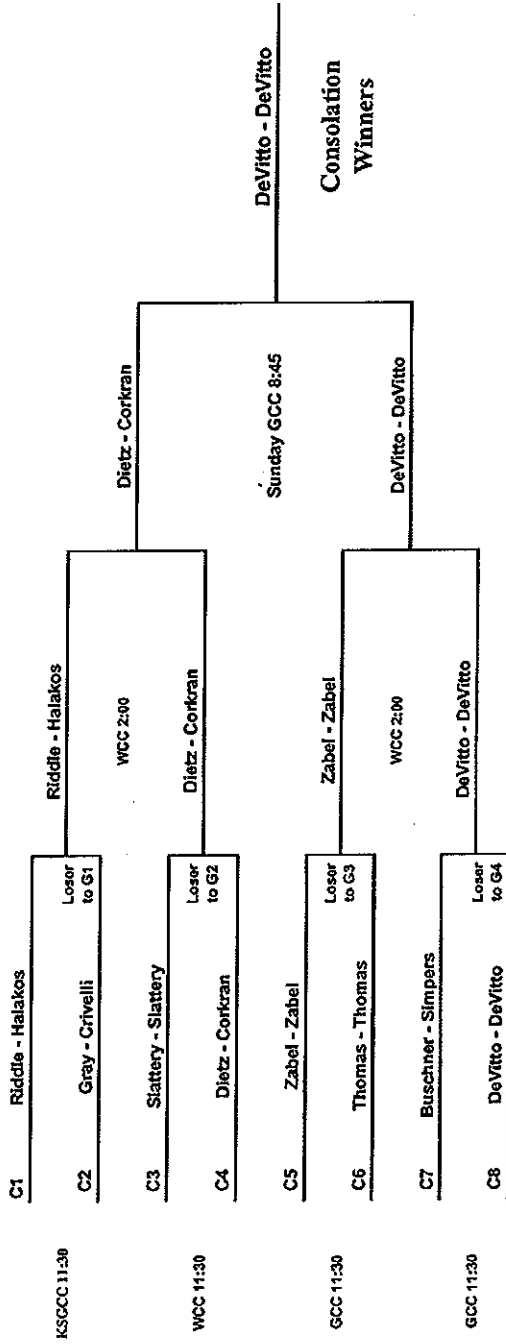 KSGCC 11:30
C1 Riddle - Halakos
C2 Gray - Crivelli
Loser
to G1
WCC 11:30
C3 Slattery - Slattery
C4 Dietz - Corkran
Loser
to G2
GCC 11:30
C5 Zabel - Zabel
C6 Thomas - Thomas
Loser
to G3
GCC 11:30
C7 Buschner - Simpers
C8 DeVitto - DeVitto
Loser
to G4
Riddle - Halakos
WCC 2:00
Dietz - Corkran
Zabel - Zabel
WCC 2:00
DeVitto - DeVitto
Dietz - Corkran
Sunday GCC 8:45
DeVitto - DeVitto
DeVitto - DeVitto
Consolation
Winners